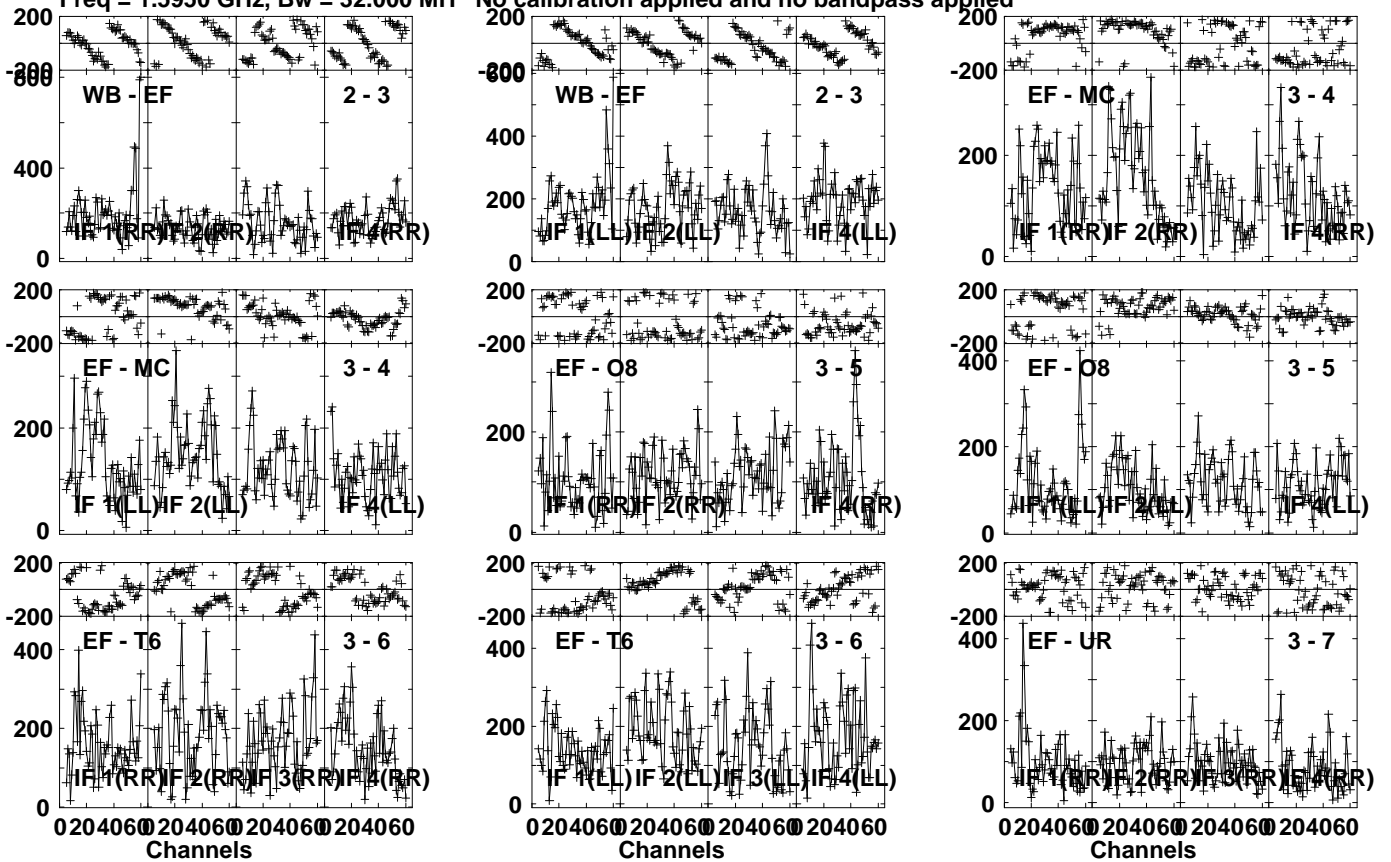 Freq = 1.5950 GHz, Bw = 32.000 MH No calibration applied and no bandpass applied
200
-200
600
400
200
0
WB - EF 2 - 3
IF 1(RR) IF 2(RR) IF 4(RR)
200
-200
600
400
200
0
WB - EF 2 - 3
IF 1(LL) IF 2(LL) IF 4(LL)
200
-200
200
0
EF - MC 3 - 4
IF 1(RR) IF 2(RR) IF 4(RR)
200
-200
200
0
EF - MC 3 - 4
IF 1(LL) IF 2(LL) IF 4(LL)
200
-200
200
0
EF - O8 3 - 5
IF 1(RR) IF 2(RR) IF 4(RR)
200
-200
400
200
0
EF - O8 3 - 5
IF 1(LL) IF 2(LL) IF 4(LL)
200
-200
400
200
0
EF - T6 3 - 6
IF 1(RR) IF 2(RR) IF 3(RR) IF 4(RR)
0 20 40 60 0 20 40 60 0 20 40 60 0 20 40 60
Channels
200
-200
400
200
0
EF - T6 3 - 6
IF 1(LL) IF 2(LL) IF 3(LL) IF 4(LL)
0 20 40 60 0 20 40 60 0 20 40 60 0 20 40 60
Channels
200
-200
400
200
0
EF - UR 3 - 7
IF 1(RR) IF 2(RR) IF 3(RR) IF 4(RR)
0 20 40 60 0 20 40 60 0 20 40 60 0 20 40 60
Channels